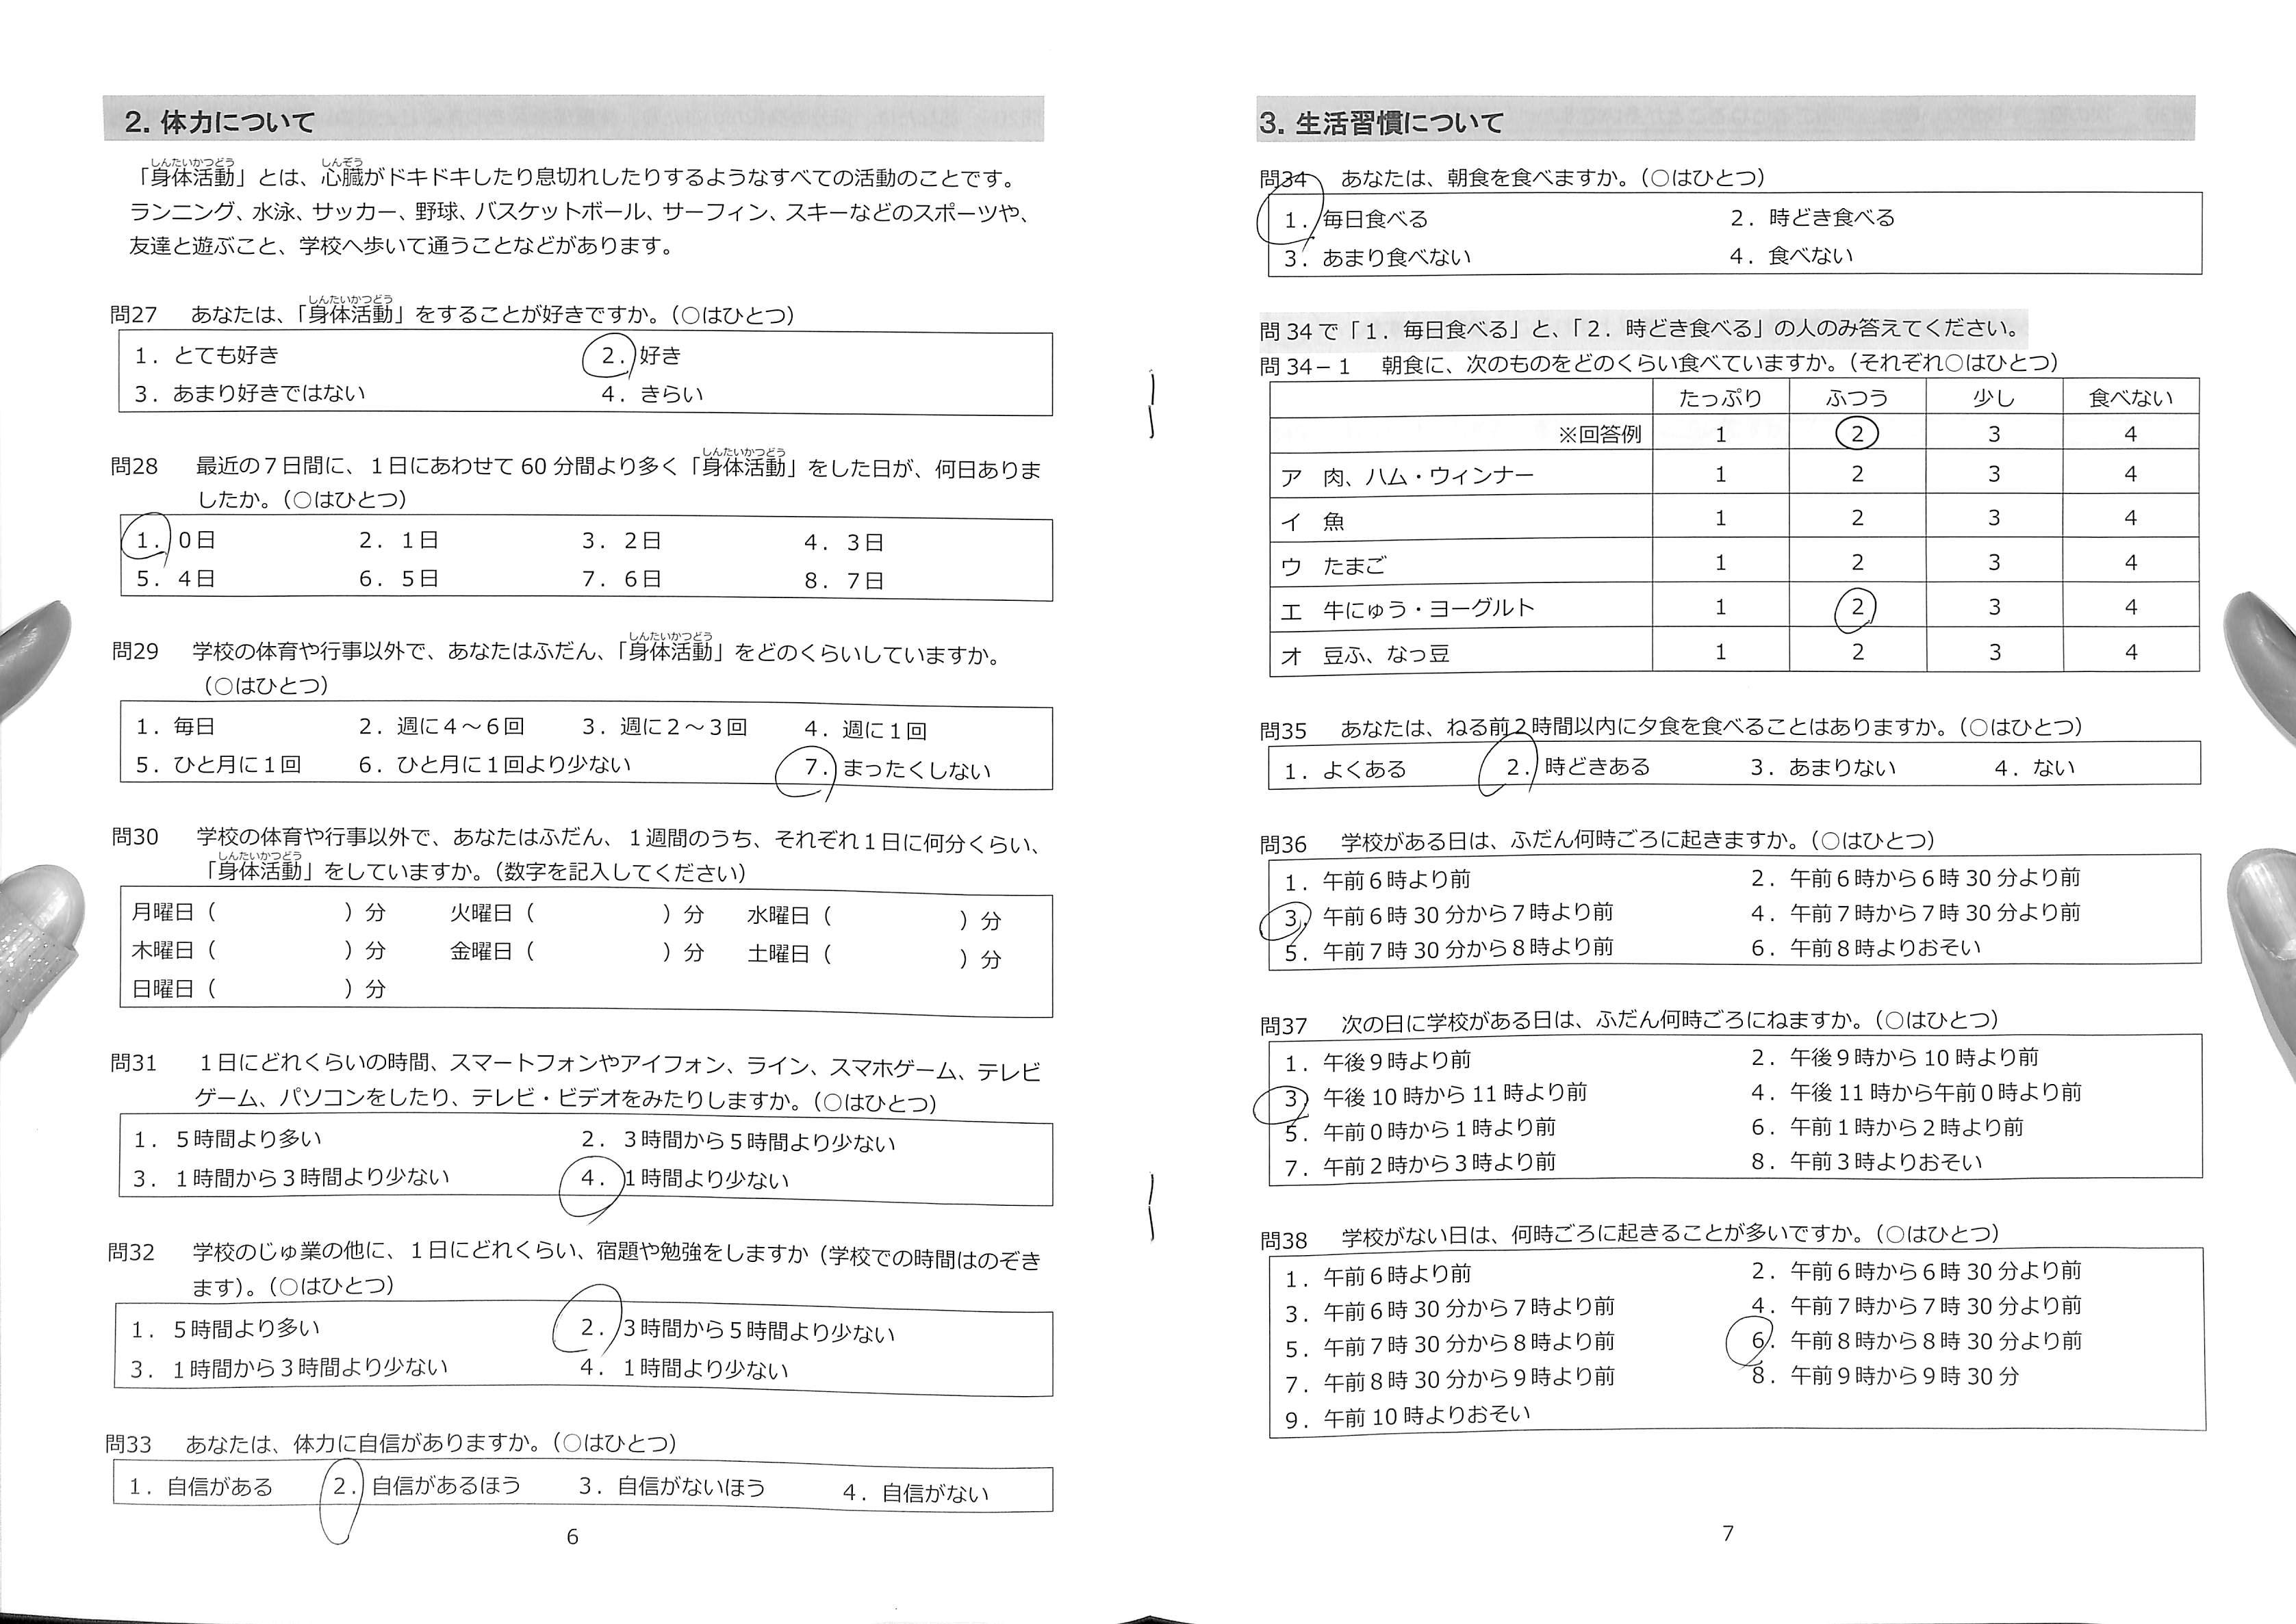 2. 体力について
「身体活動」とは、心臓がドキドキしたり息切れしたりするようなすべての活動のことです。
ランニング、水泳、サッカー、野球、バスケットボール、サーフィン、スキーなどのスポーツや、
友達と遊ぶこと、学校へ歩いて通うことなどがあります。
問27 あなたは、「身体活動」をすることが好きですか。（○はひとつ）
1. とても好き 2. 好き
3. あまり好きではない 4. きらい
問28 最近の７日間に、１日にあわせて 60 分間より多く「身体活動」をした日が、何日ありま
したか。（○はひとつ）
1. 0日 2. 1日 3. 2日 4. 3日
5. 4日 6. 5日 7. 6日 8. 7日
問29 学校の体育や行事以外で、あなたはふだん、「身体活動」をどのくらいしていますか。
（○はひとつ）
1. 毎日 2. 週に４～６回 3. 週に２～３回 4. 週に１回
5. ひと月に１回 6. ひと月に１回より少ない 7. まったくしない
問30 学校の体育や行事以外で、あなたはふだん、１週間のうち、それぞれ１日に何分くらい、
「身体活動」をしていますか。（数字を記入してください）
月曜日（ ）分 火曜日（ ）分 水曜日（ ）分
木曜日（ ）分 金曜日（ ）分 土曜日（ ）分
日曜日（ ）分
問31 １日にどれくらいの時間、スマートフォンやアイフォン、ライン、スマホゲーム、テレビ
ゲーム、パソコンをしたり、テレビ・ビデオをみたりしますか。（○はひとつ）
1. ５時間より多い 2. ３時間から５時間より少ない
3. １時間から３時間より少ない 4. １時間より少ない
問32 学校のじゅ業の他に、１日にどれくらい、宿題や勉強をしますか（学校での時間はのぞき
ます）。（○はひとつ）
1. ５時間より多い 2. ３時間から５時間より少ない
3. １時間から３時間より少ない 4. １時間より少ない
問33 あなたは、体力に自信がありますか。（○はひとつ）
1. 自信がある 2. 自信があるほう 3. 自信がないほう 4. 自信がない
6
3. 生活習慣について
問34 あなたは、朝食を食べますか。（○はひとつ）
1. 毎日食べる 2. 時どき食べる
3. あまり食べない 4. 食べない
問 34 で「１．毎日食べる」と、「２．時どき食べる」の人のみ答えてください。
問 34－１ 朝食に、次のものをどのくらい食べていますか。（それぞれ○はひとつ）
たっぷり ふつう 少し 食べない
※回答例 1 2 3 4
ア 肉、ハム・ウィンナー 1 2 3 4
イ 魚 1 2 3 4
ウ たまご 1 2 3 4
エ 牛にゅう・ヨーグルト 1 2 3 4
オ 豆ふ、なっ豆 1 2 3 4
問35 あなたは、ねる前２時間以内に夕食を食べることはありますか。（○はひとつ）
1. よくある 2. 時どきある 3. あまりない 4. ない
問36 学校がある日は、ふだん何時ごろに起きますか。（○はひとつ）
1. 午前６時より前 2. 午前６時から６時 30 分より前
3. 午前６時 30 分から７時より前 4. 午前７時から７時 30 分より前
5. 午前７時 30 分から８時より前 6. 午前８時よりおそい
問37 次の日に学校がある日は、ふだん何時ごろにねますか。（○はひとつ）
1. 午後９時より前 2. 午後９時から 10 時より前
3. 午後 10 時から 11 時より前 4. 午後 11 時から午前０時より前
5. 午前０時から１時より前 6. 午前１時から２時より前
7. 午前２時から３時より前 8. 午前３時よりおそい
問38 学校がない日は、何時ごろに起きることが多いですか。（○はひとつ）
1. 午前６時より前 2. 午前６時から６時 30 分より前
3. 午前６時 30 分から７時より前 4. 午前７時から７時 30 分より前
5. 午前７時 30 分から８時より前 6. 午前８時から８時 30 分より前
7. 午前８時 30 分から９時より前 8. 午前９時から９時 30 分
9. 午前 10 時よりおそい
7